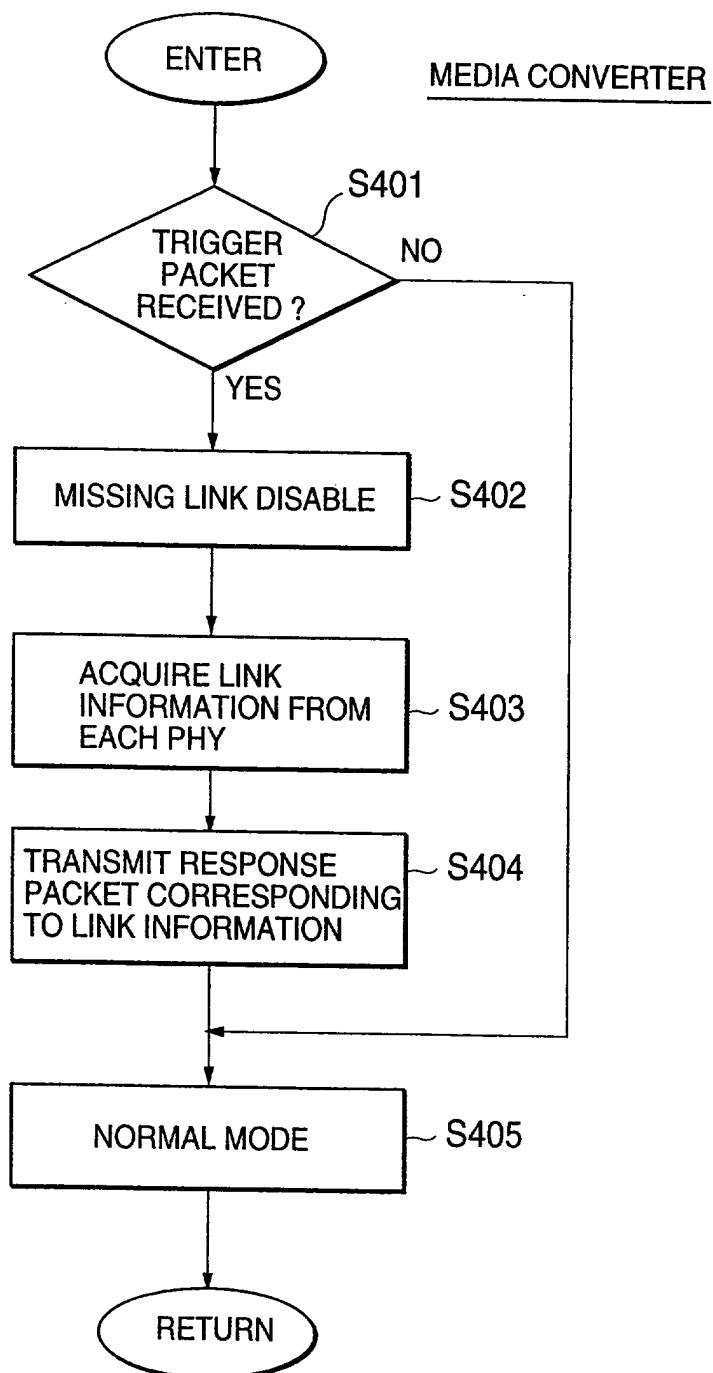 ENTER
MEDIA CONVERTER
S401
TRIGGER
PACKET
RECEIVED ?
NO
YES
MISSING LINK DISABLE
S402
ACQUIRE LINK
INFORMATION FROM
EACH PHY
S403
TRANSMIT RESPONSE
PACKET CORRESPONDING
TO LINK INFORMATION
S404
NORMAL MODE
S405
RETURN